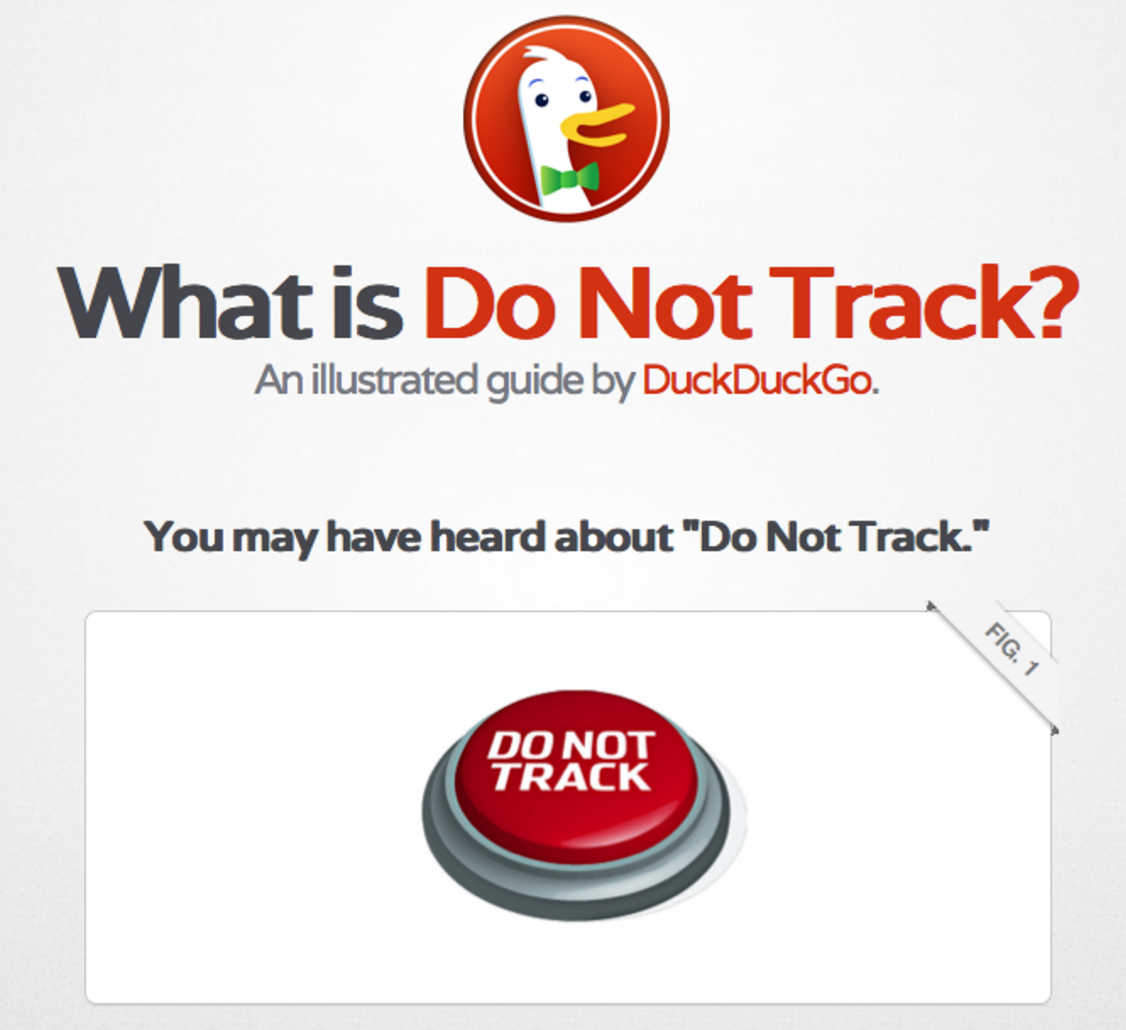 What is Do Not Track?
An illustrated guide by DuckDuckGo.
You may have heard about "Do Not Track."
FIG. 1
DO NOT
TRACK